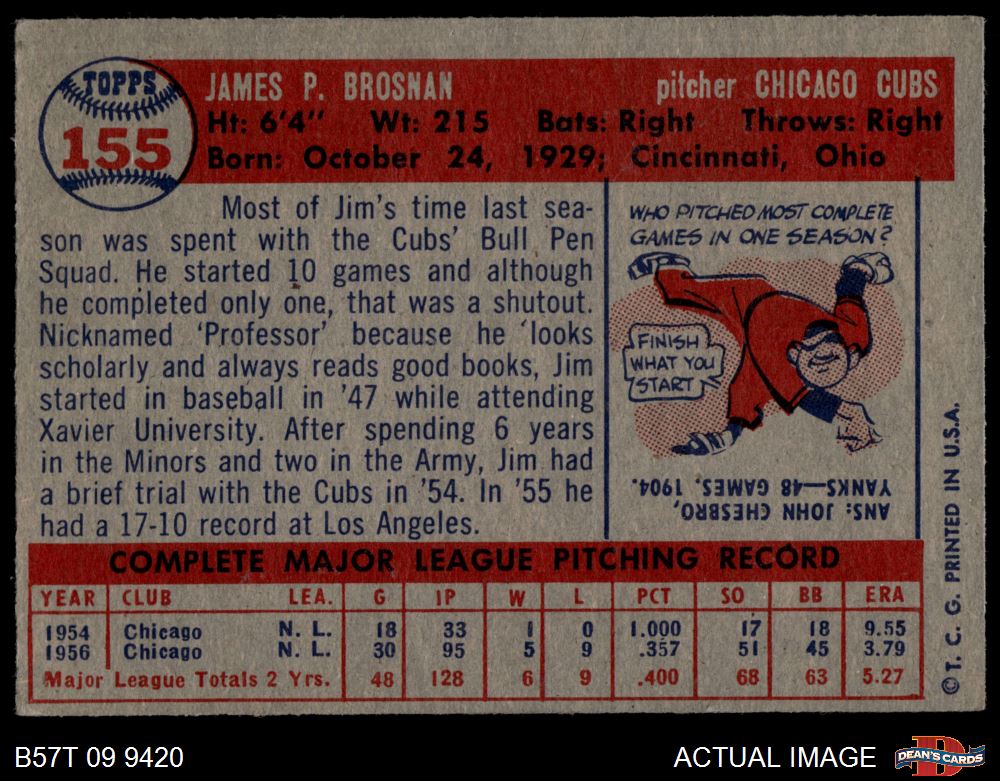 TOPPS
155
JAMES P. BROSNAN pitcher CHICAGO CUBS
Ht: 6'4" Wt: 215 Bats: Right Throws: Right
Born: October 24, 1929; Cincinnati, Ohio
Most of Jim's time last sea-
son was spent with the Cubs' Bull Pen
Squad. He started 10 games and although
he completed only one, that was a shutout.
Nicknamed 'Professor' because he looks
scholarly and always reads good books, Jim
started in baseball in '47 while attending
Xavier University. After spending 6 years
in the Minors and two in the Army, Jim had
a brief trial with the Cubs in '54. In '55 he
had a 17-10 record at Los Angeles.
WHO PITCHED MOST COMPLETE
GAMES IN ONE SEASON?
FINISH
WHAT YOU
START
ANS: JOHN CHESBRO,
YANKS—48 GAMES, 1904.
COMPLETE MAJOR LEAGUE PITCHING RECORD
YEAR CLUB LEA. G IP W L PCT SO BB ERA
1954 Chicago N. L. 18 33 1 0 1.000 17 18 9.55
1956 Chicago N. L. 30 95 5 9 .357 51 45 3.79
Major League Totals 2 Yrs. 48 128 6 9 .400 68 63 5.27
© T. C. G. PRINTED IN U.S.A.
B57T 09 9420
ACTUAL IMAGE
D
DEAN'S CARDS